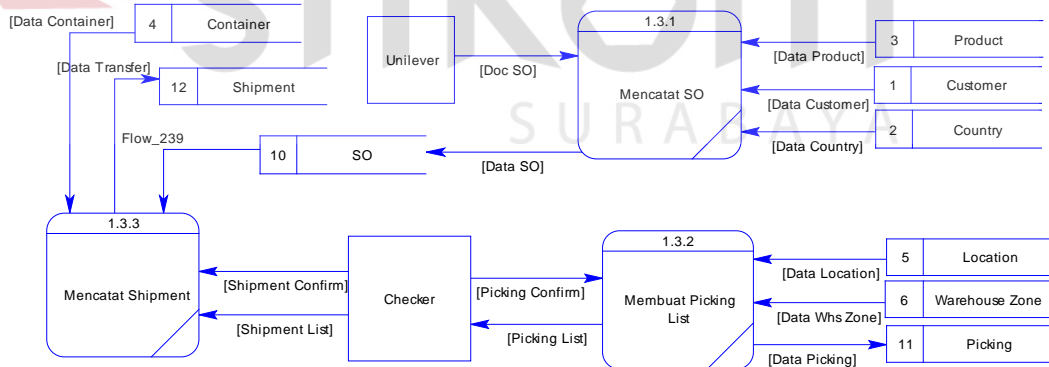 [Data Container]
4 Container
[Data Transfer]
12 Shipment
Flow_239
10 SO
Unilever
[Doc SO]
[Data SO]
1.3.1
Mencatat SO
[Data Product]
3 Product
[Data Customer]
1 Customer
[Data Country]
2 Country
SURABAYA
1.3.3
Mencatat Shipment
[Shipment Confirm]
[Shipment List]
Checker
[Picking Confirm]
[Picking List]
1.3.2
Membuat Picking
List
[Data Location]
5 Location
[Data Whs Zone]
6 Warehouse Zone
[Data Picking]
11 Picking